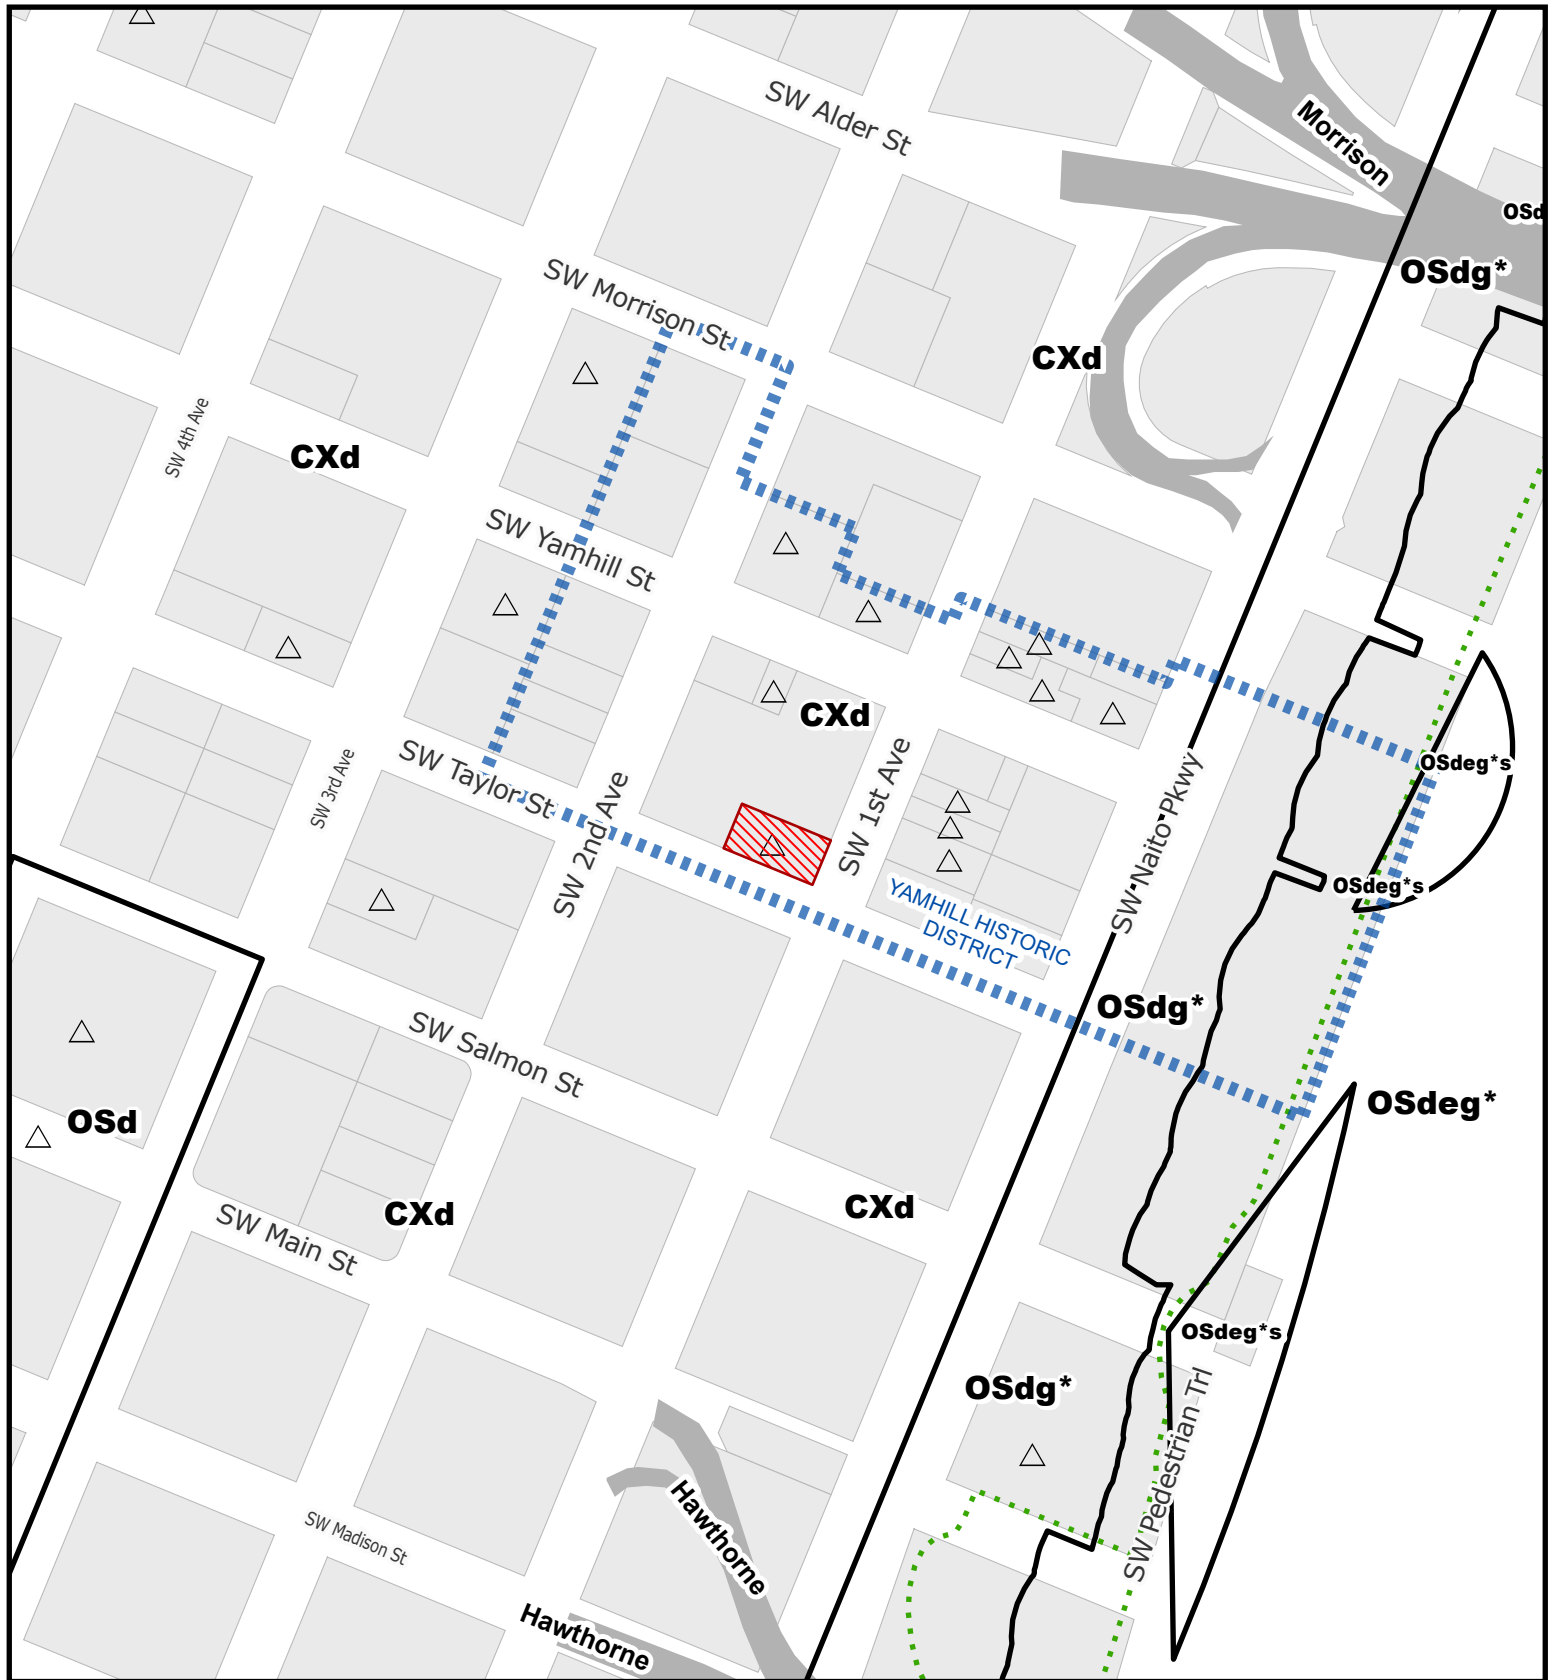 SW Alder St
Morrison
OSd
OSdg*
SW Morrison St
CXd
SW 4th Ave
CXd
SW Yamhill St
CXd
SW Taylor St
SW 3rd Ave
SW 2nd Ave
SW 1st Ave
SW Naito Pkwy
OSdeg*s
OSdeg*s
YAMHILL HISTORIC
DISTRICT
OSdg*
SW Salmon St
OSd
OSdeg*
CXd
CXd
SW Main St
OSdeg*s
OSdg*
SW Pedestrian Trl
Hawthorne
SW Madison St
Hawthorne